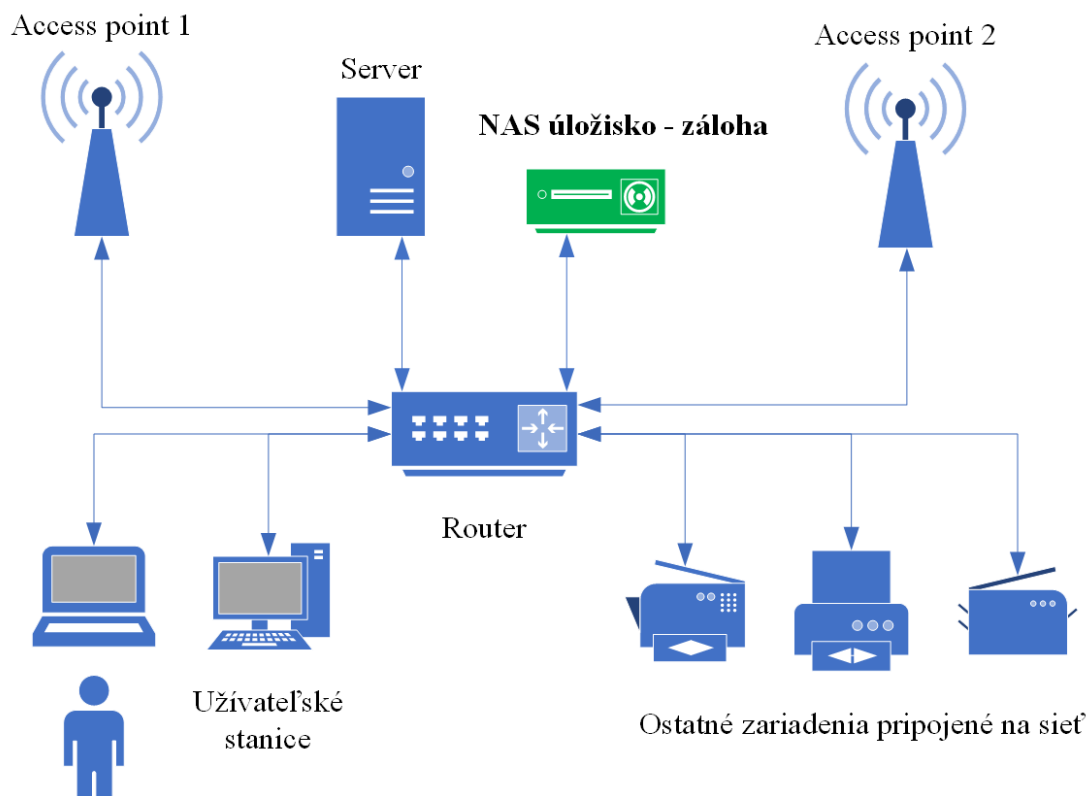 Access point 1
Server
Access point 2
NAS úložisko - záloha
Router
Užívateľské
stanice
Ostatné zariadenia pripojené na sieť